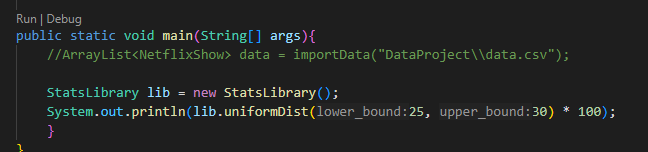 Run | Debug
public static void main(String[] args){
//ArrayList<NetflixShow> data = importData("DataProject\\data.csv");
StatsLibrary lib = new StatsLibrary();
System.out.println(lib.uniformDist(lower_bound:25, upper_bound:30) * 100);
}
}